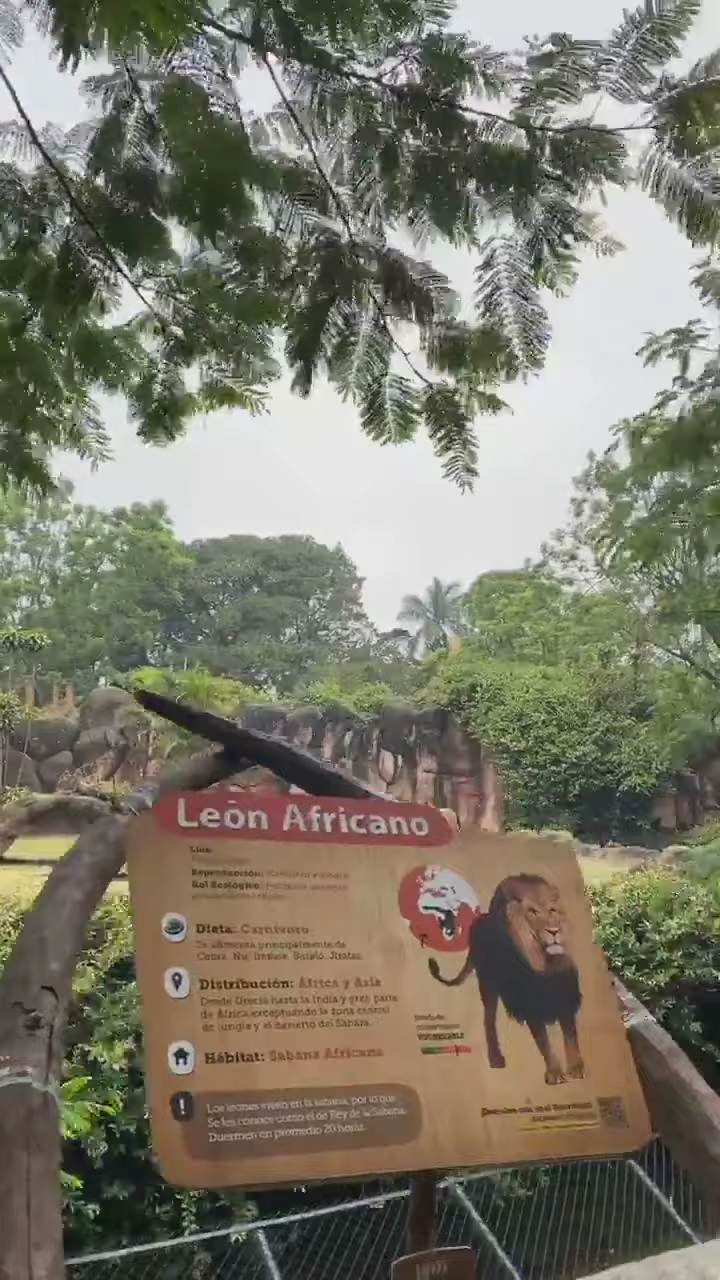 León Africano
Reproducción:
Rol Ecológico:
Dieta: Carnívoro
Se alimenta principalmente de
Cebra, Ñu, Impala, Búfalo, Jirafas.
Distribución: África y Asia
Desde Grecia hasta la India y gran parte
de África exceptuando la zona central
de jungla y el desierto del Sahara.
Hábitat: Sabana Africana
Los leones viven en la sabana, por lo que
Se les conoce como el de Rey de la Sabana.
Duermen en promedio 20 horas.
VULNERABLE